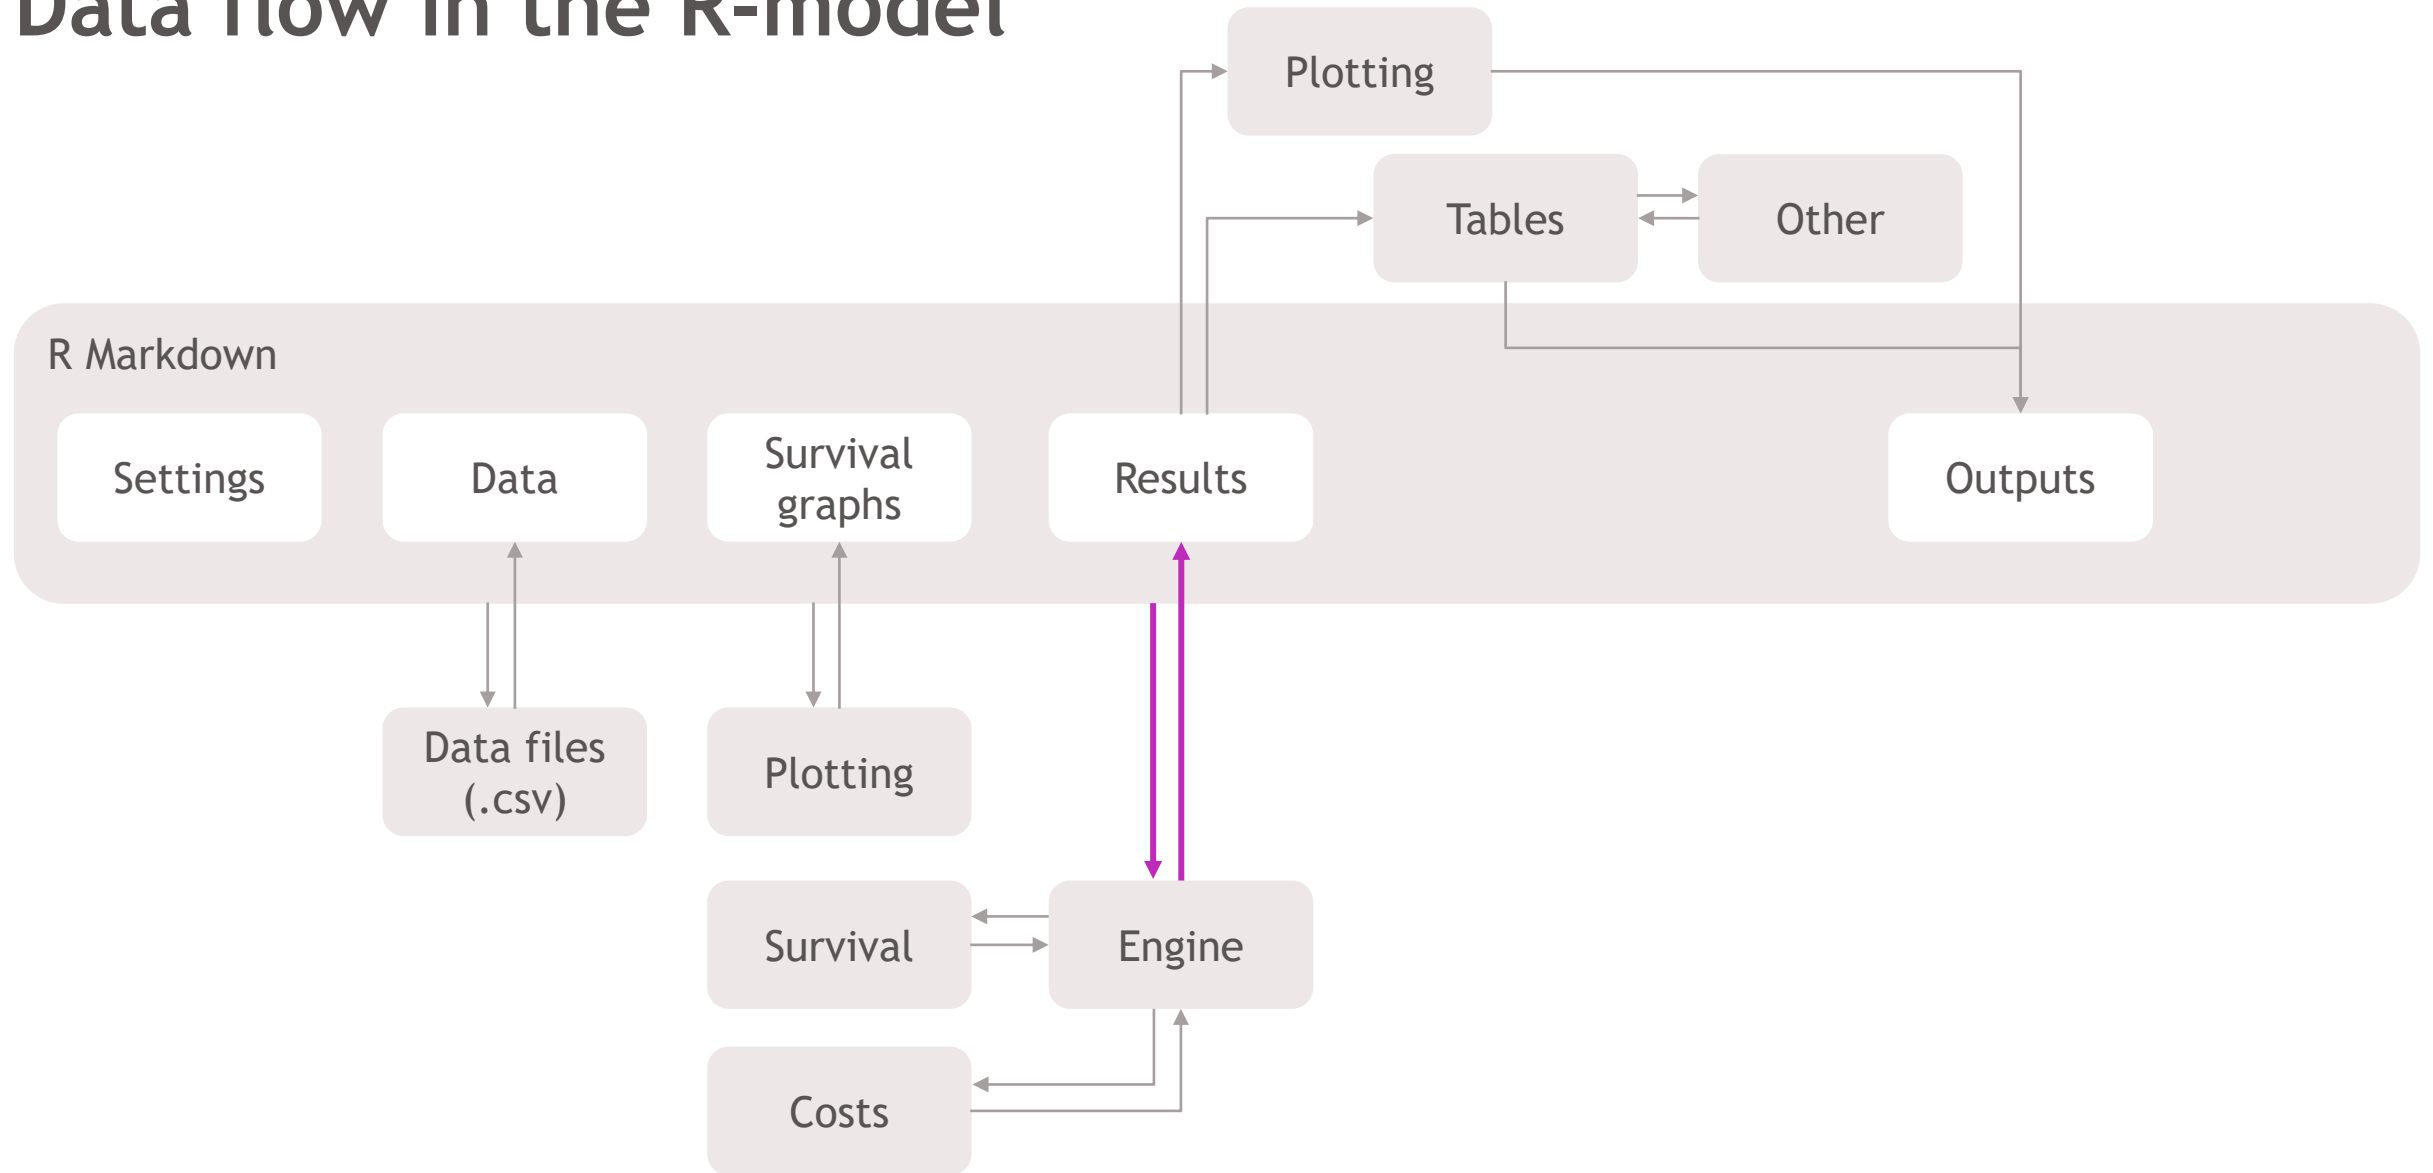 Data flow in the R-model
Plotting
Tables
Other
R Markdown
Settings
Data
Survival
graphs
Results
Outputs
Data files
(.csv)
Plotting
Survival
Engine
Costs